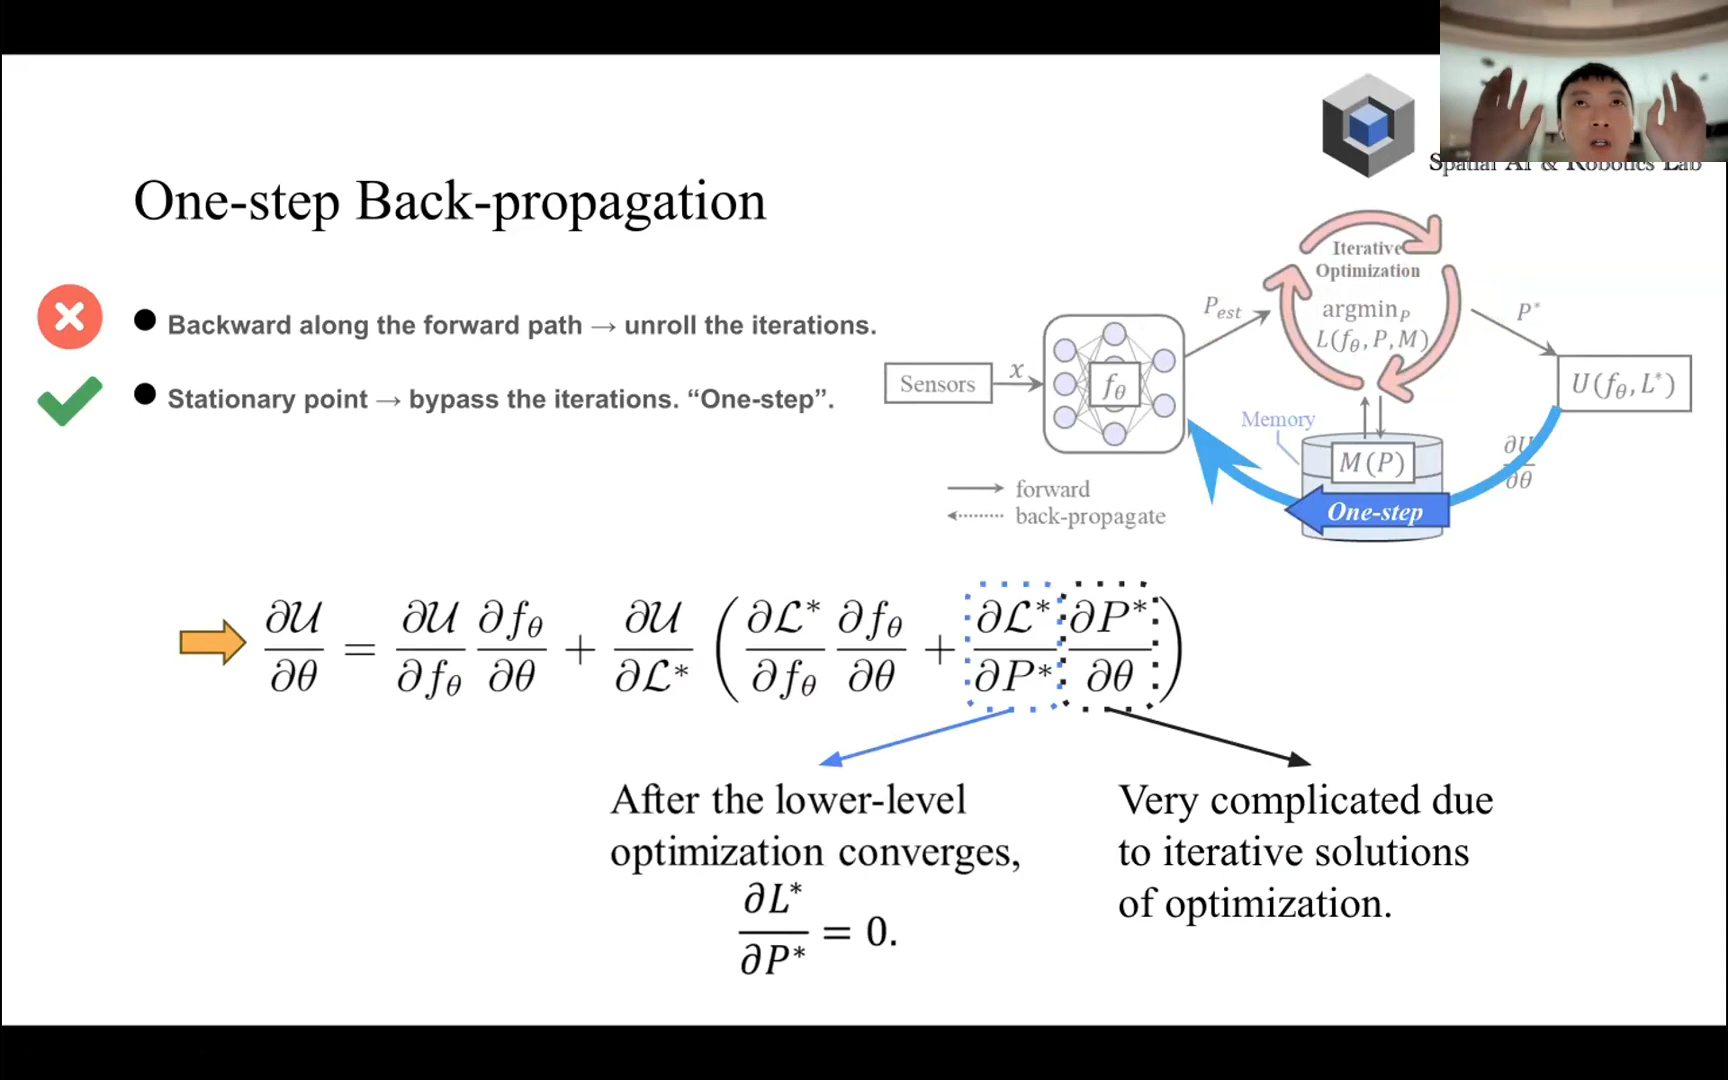 Spatial AI & Robotics Lab
One-step Back-propagation
Backward along the forward path → unroll the iterations.
Stationary point → bypass the iterations. “One-step”.
Iterative
Optimization
argmin_P
L(f_θ, P, M)
P_est
P*
Sensors
x
f_θ
U(f_θ, L*)
Memory
M(P)
∂U/∂θ
One-step
forward
back-propagate
∂𝒰/∂θ = ∂𝒰/∂f_θ ∂f_θ/∂θ + ∂𝒰/∂ℒ* (∂ℒ*/∂f_θ ∂f_θ/∂θ + ∂ℒ*/∂P* ∂P*/∂θ)
After the lower-level
optimization converges,
∂L*/∂P* = 0.
Very complicated due
to iterative solutions
of optimization.